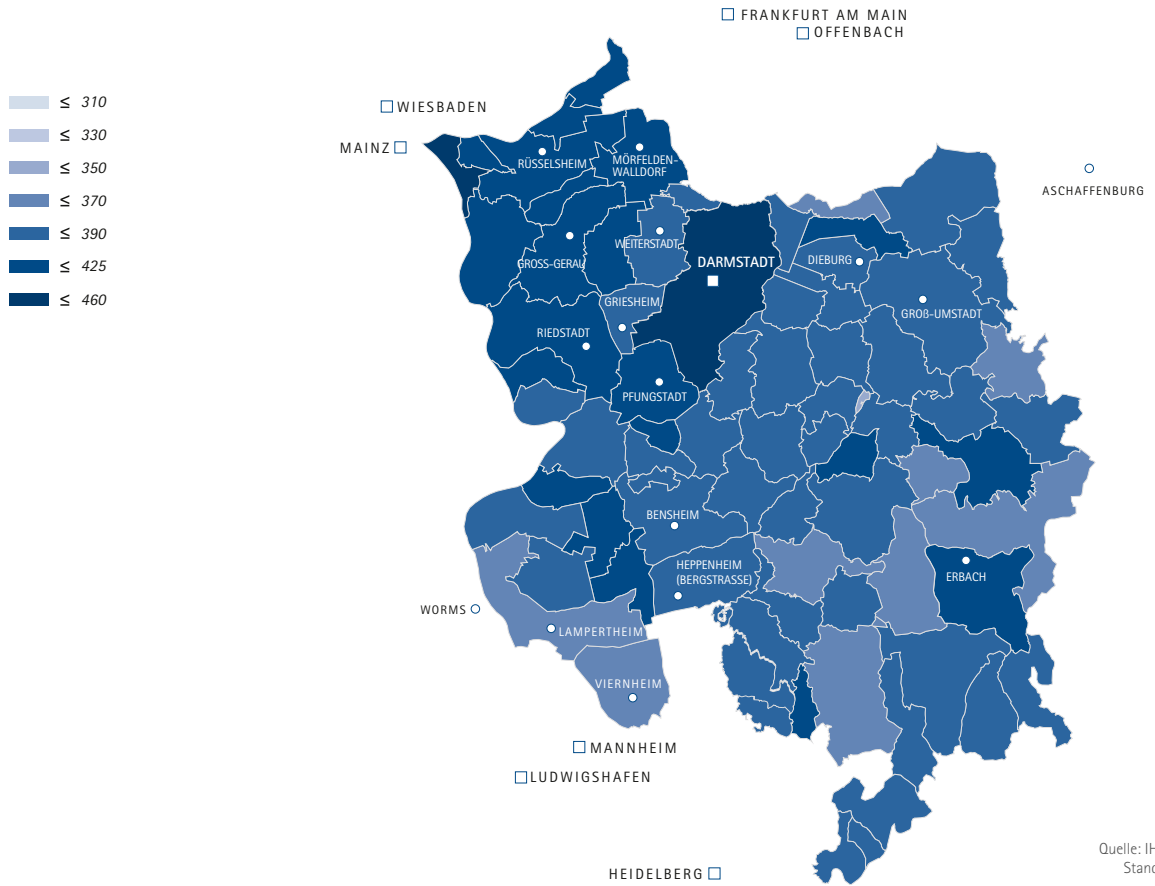 FRANKFURT AM MAIN
OFFENBACH
≤ 310
≤ 330
≤ 350
≤ 370
≤ 390
≤ 425
≤ 460
WIESBADEN
MAINZ
RÜSSELSHEIM
MÖRFELDEN-
WALLDORF
ASCHAFFENBURG
WEITERSTADT
GROSS-GERAU
DARMSTADT
DIEBURG
GRIESHEIM
GROß-UMSTADT
RIEDSTADT
PFUNGSTADT
BENSHEIM
HEPPENHEIM
(BERGSTRASSE)
ERBACH
WORMS
LAMPERTHEIM
VIERNHEIM
MANNHEIM
LUDWIGSHAFEN
HEIDELBERG
Quelle: